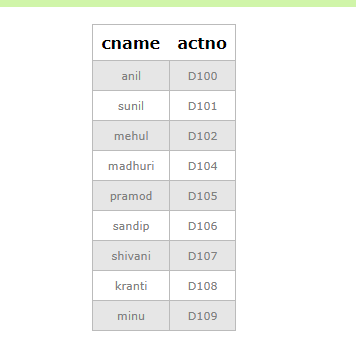 cname actno
anil D100
sunil D101
mehul D102
madhuri D104
pramod D105
sandip D106
shivani D107
kranti D108
minu D109